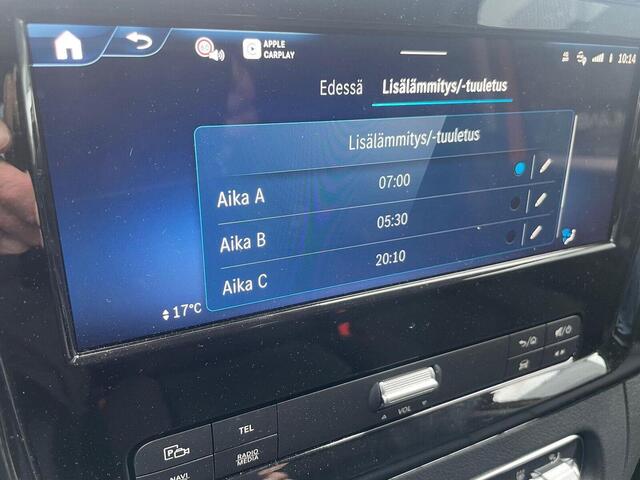 APPLE
CARPLAY
10:14
Edessä
Lisälämmitys/-tuuletus
Lisälämmitys/-tuuletus
Aika A 07:00
Aika B 05:30
Aika C 20:10
17°C
TEL
RADIO
MEDIA
NAVI
VOL
P